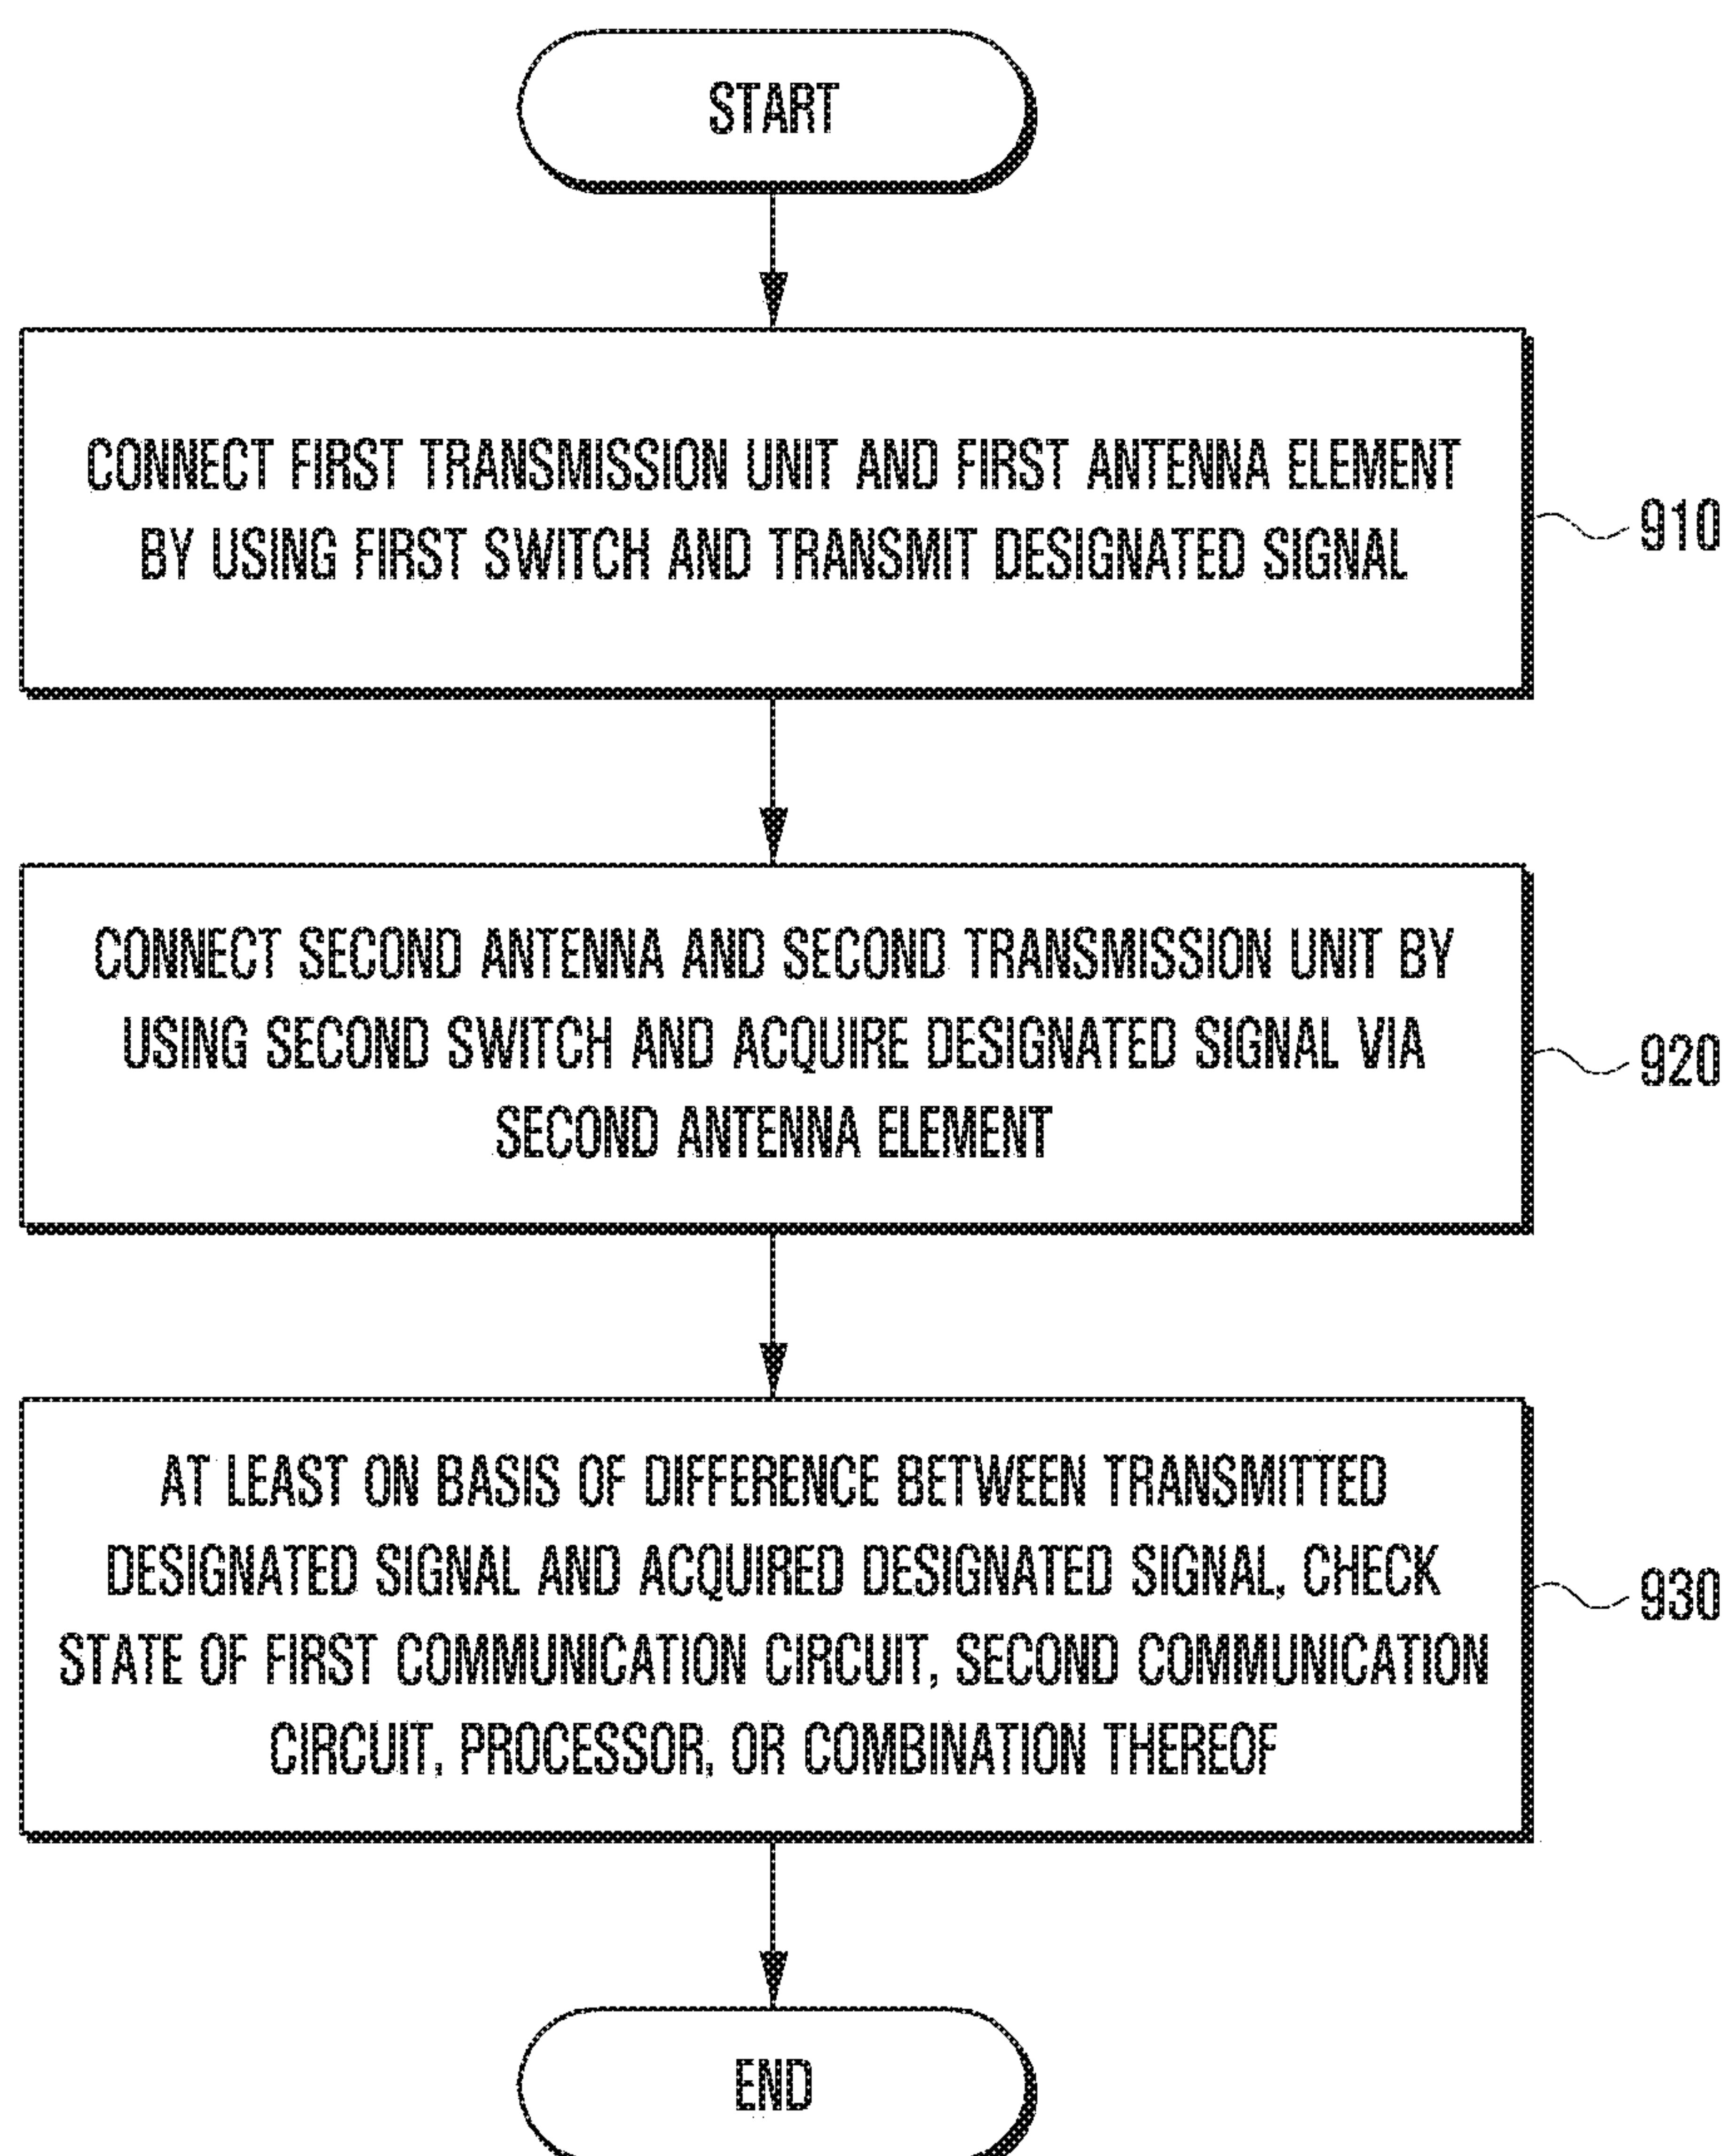 START
CONNECT FIRST TRANSMISSION UNIT AND FIRST ANTENNA ELEMENT
BY USING FIRST SWITCH AND TRANSMIT DESIGNATED SIGNAL
910
CONNECT SECOND ANTENNA AND SECOND TRANSMISSION UNIT BY
USING SECOND SWITCH AND ACQUIRE DESIGNATED SIGNAL VIA
SECOND ANTENNA ELEMENT
920
AT LEAST ON BASIS OF DIFFERENCE BETWEEN TRANSMITTED
DESIGNATED SIGNAL AND ACQUIRED DESIGNATED SIGNAL, CHECK
STATE OF FIRST COMMUNICATION CIRCUIT, SECOND COMMUNICATION
CIRCUIT, PROCESSOR, OR COMBINATION THEREOF
930
END